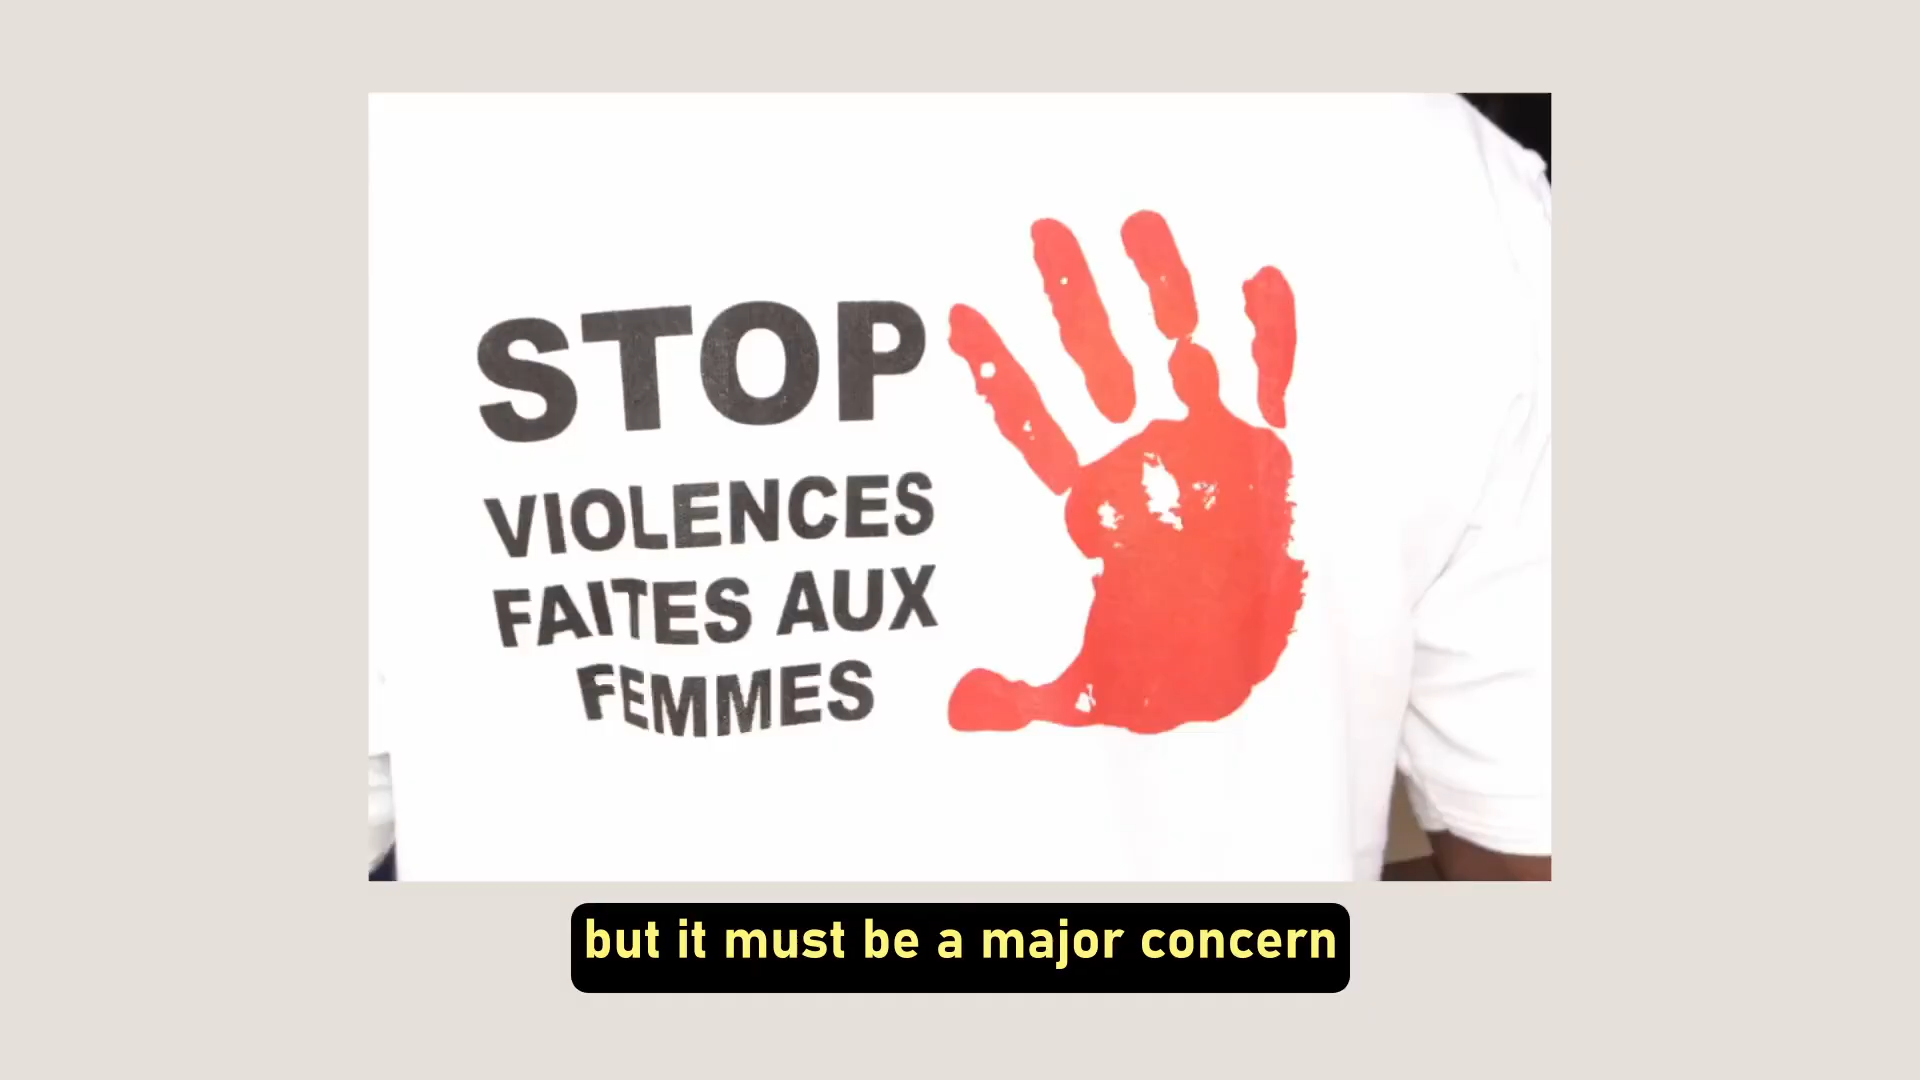 STOP
VIOLENCES
FAITES AUX
FEMMES
but it must be a major concern